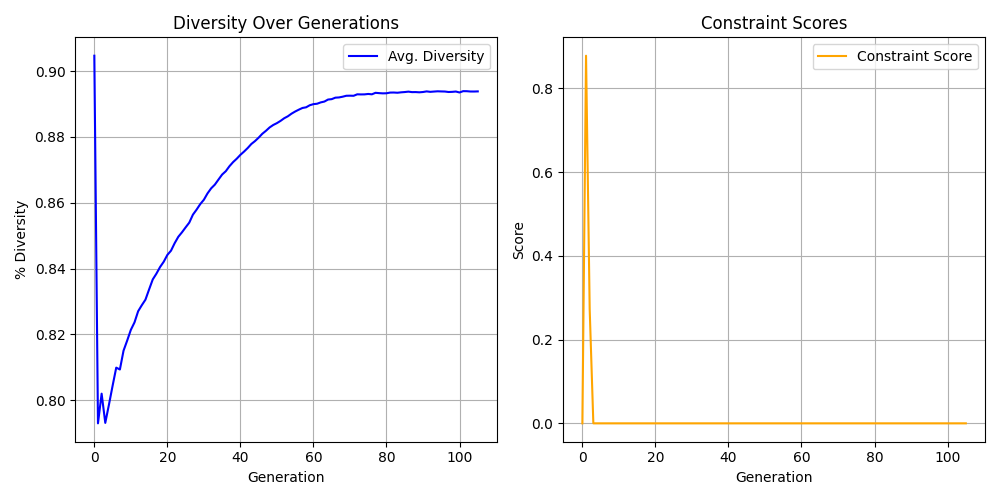 Diversity Over Generations
Avg. Diversity
% Diversity
0.90
0.88
0.86
0.84
0.82
0.80
0 20 40 60 80 100
Generation
Constraint Scores
Constraint Score
Score
0.8
0.6
0.4
0.2
0.0
0 20 40 60 80 100
Generation